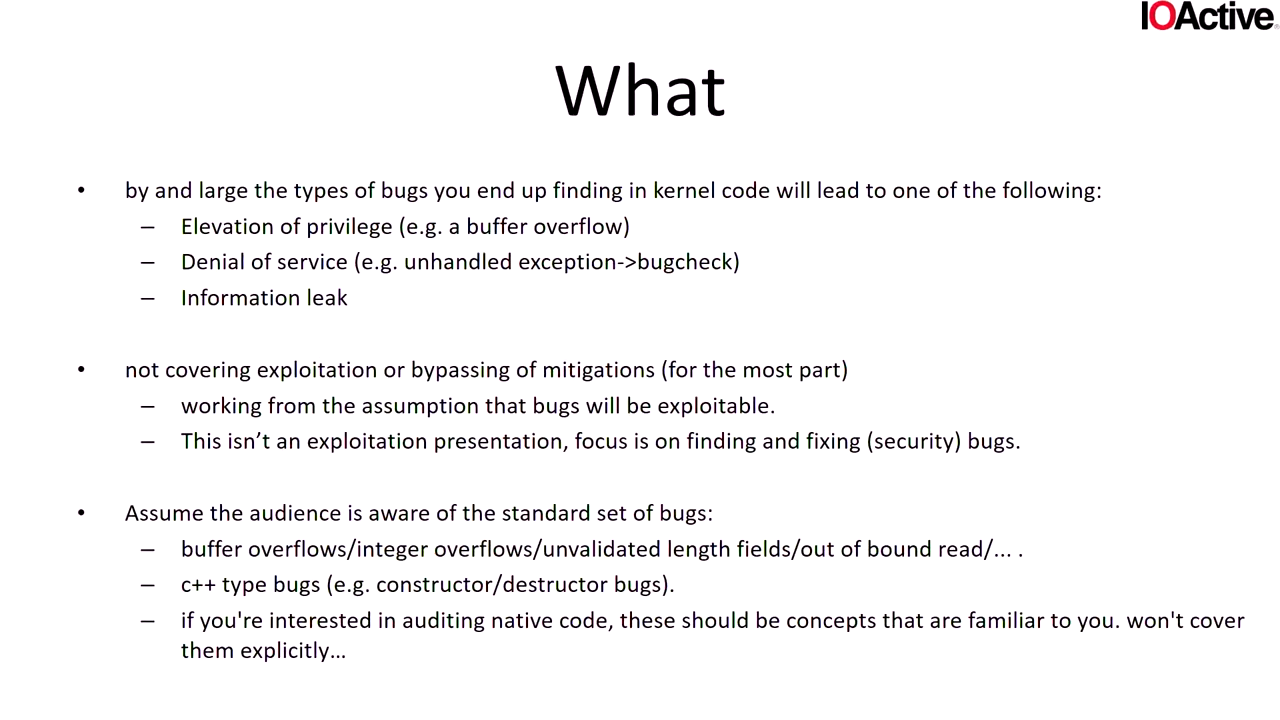 IOActive
What
• by and large the types of bugs you end up finding in kernel code will lead to one of the following:
– Elevation of privilege (e.g. a buffer overflow)
– Denial of service (e.g. unhandled exception->bugcheck)
– Information leak
• not covering exploitation or bypassing of mitigations (for the most part)
– working from the assumption that bugs will be exploitable.
– This isn’t an exploitation presentation, focus is on finding and fixing (security) bugs.
• Assume the audience is aware of the standard set of bugs:
– buffer overflows/integer overflows/unvalidated length fields/out of bound read/... .
– c++ type bugs (e.g. constructor/destructor bugs).
– if you're interested in auditing native code, these should be concepts that are familiar to you. won't cover
them explicitly…